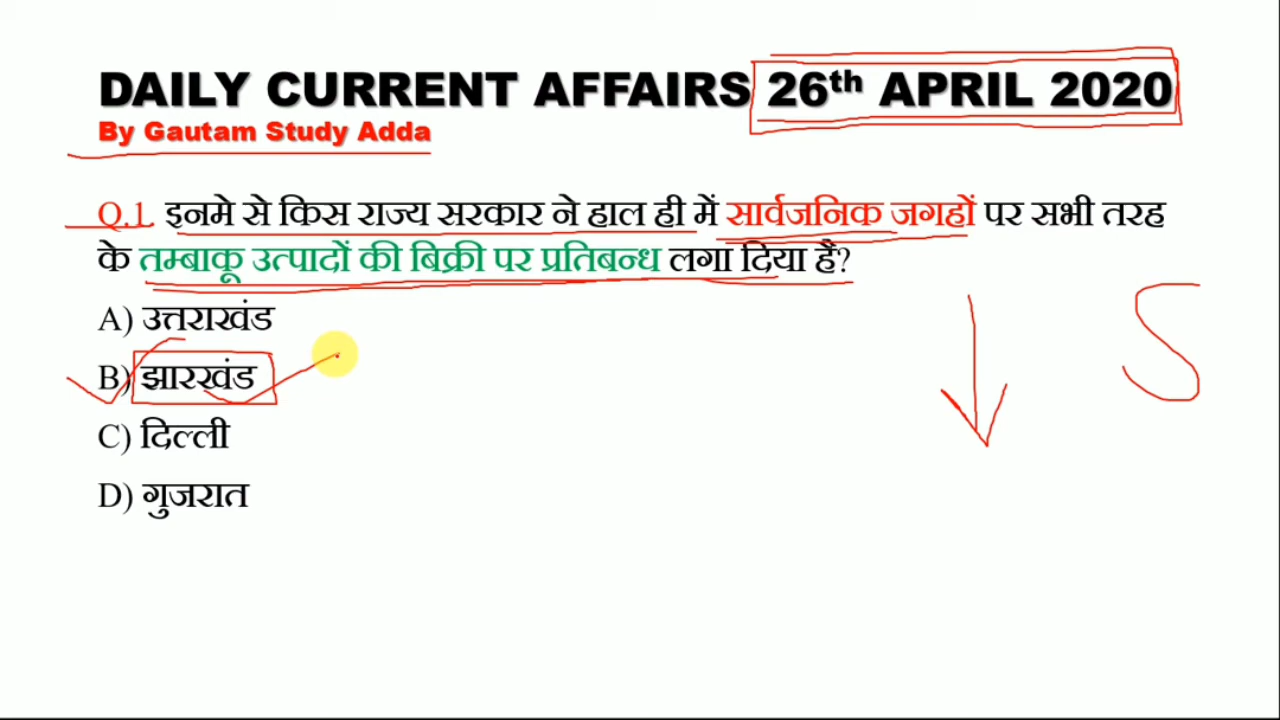 DAILY CURRENT AFFAIRS 26th APRIL 2020
By Gautam Study Adda
Q.1. इनमे से किस राज्य सरकार ने हाल ही में सार्वजनिक जगहों पर सभी तरह
के तम्बाकू उत्पादों की बिक्री पर प्रतिबन्ध लगा दिया है?
A) उत्तराखंड
B) झारखंड
C) दिल्ली
D) गुजरात
S